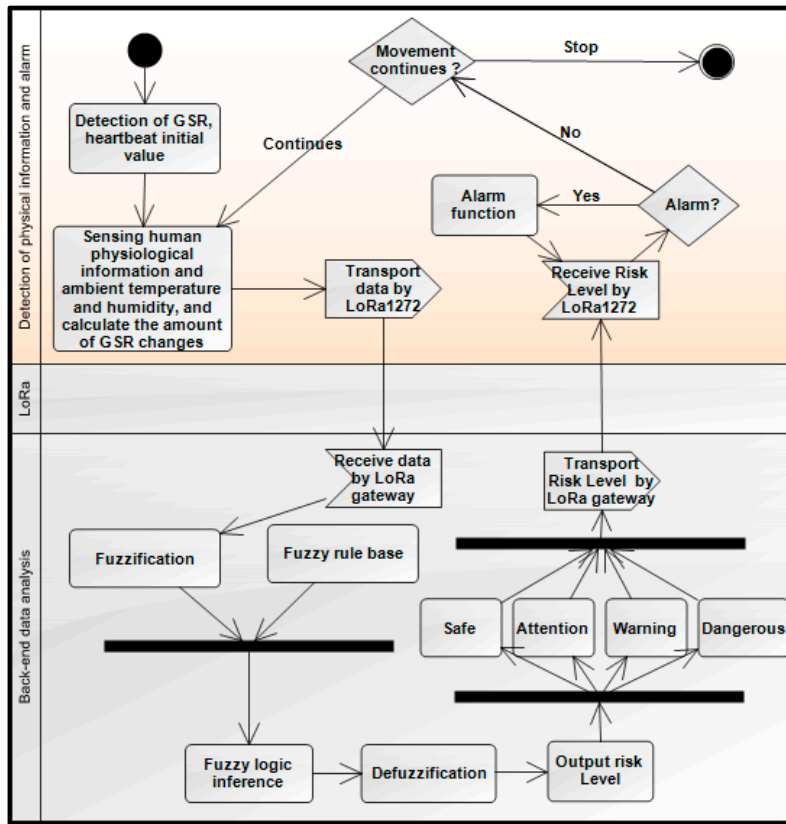 Detection of physical information and alarm
Movement
continues ?
Stop
Detection of GSR,
heartbeat initial
value
Continues
No
Alarm
function
Yes
Alarm?
Sensing human
physiological
information and
ambient temperature
and humidity, and
calculate the amount
of GSR changes
Transport
data by
LoRa1272
Receive Risk
Level by
LoRa1272
LoRa
Back-end data analysis
Receive data
by LoRa
gateway
Transport
Risk Level by
LoRa gateway
Fuzzification
Fuzzy rule base
Safe
Attention
Warning
Dangerous
Fuzzy logic
inference
Defuzzification
Output risk
Level